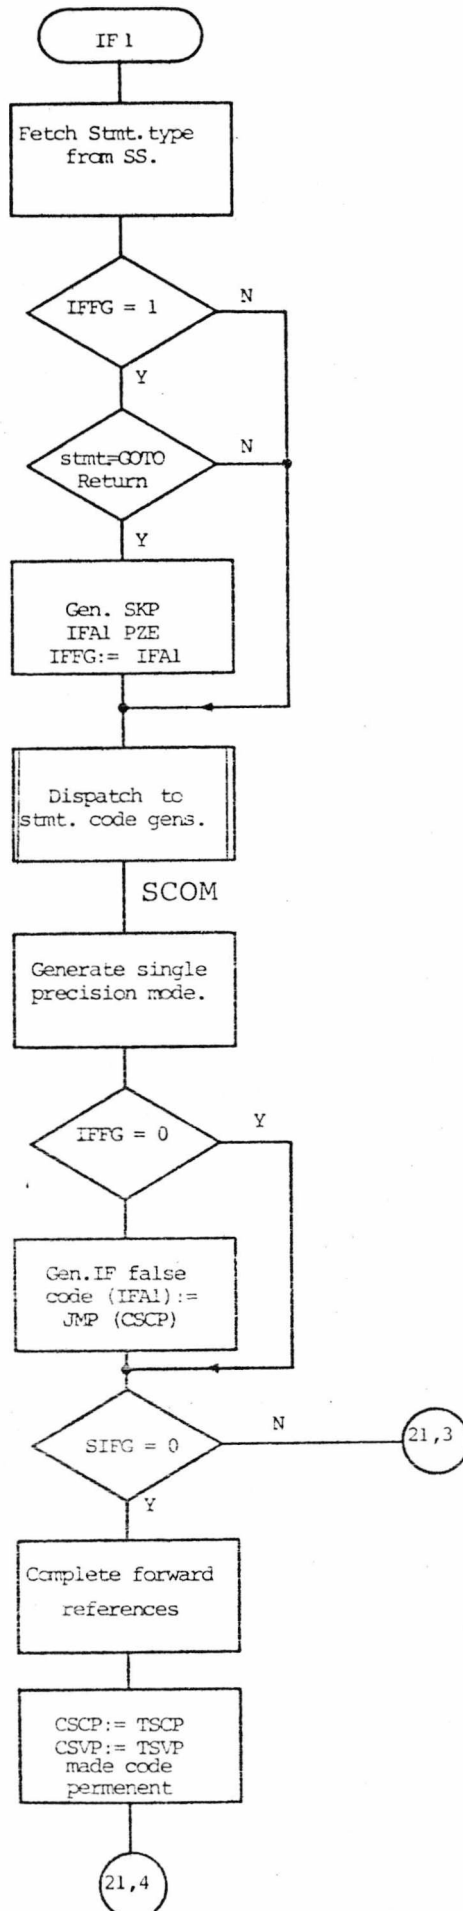 IF1
Fetch Stmt.type
from SS.
IFFG = 1
N
Y
stmt=GOTO
Return
N
Y
Gen. SKP
IFA1 PZE
IFFG:= IFA1
Dispatch to
stmt. code gens.
SCOM
Generate single
precision mode.
IFFG = 0
Y
Gen.IF false
code (IFA1):=
JMP (CSCP)
SIFG = 0
N
21,3
Y
Complete forward
references
CSCP:= TSCP
CSVP:= TSVP
made code
permenent
21,4